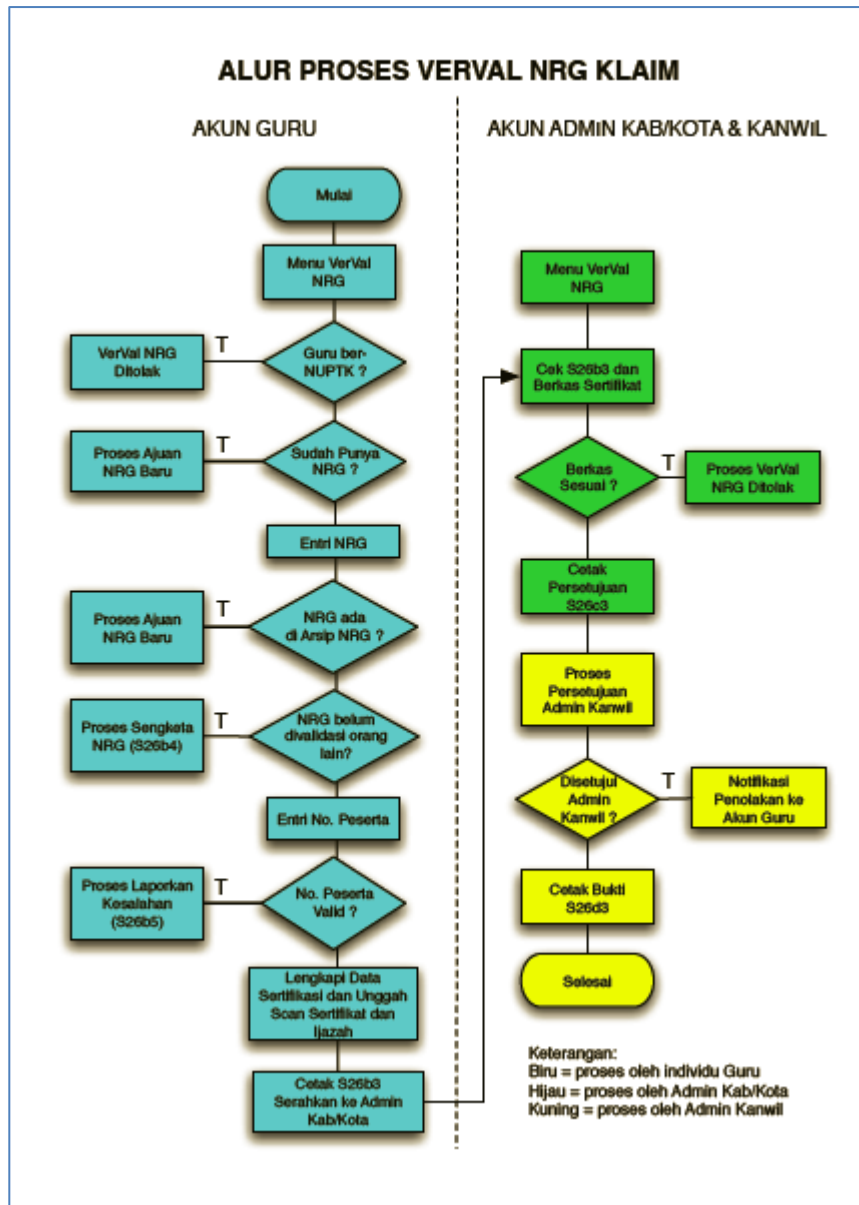 ALUR PROSES VERVAL NRG KLAIM
AKUN GURU
Mulai
Menu VerVal
NRG
Guru ber-
NUPTK ?
T
VerVal NRG
Ditolak
Sudah Punya
NRG ?
T
Proses Ajuan
NRG Baru
Entri NRG
NRG ada
di Arsip NRG ?
T
Proses Ajuan
NRG Baru
NRG belum
divalidasi orang
lain?
T
Proses Sengketa
NRG (S26b4)
Entri No. Peserta
No. Peserta
Valid ?
T
Proses Laporkan
Kesalahan
(S26b5)
Lengkapi Data
Sertifikasi dan Unggah
Scan Sertifikat dan
Ijazah
Cetak S26b3
Serahkan ke Admin
Kab/Kota
AKUN ADMIN KAB/KOTA & KANWIL
Menu VerVal
NRG
Cek S26b3 dan
Berkas Sertifikat
Berkas
Sesuai ?
T
Proses VerVal
NRG Ditolak
Cetak
Persetujuan
S26c3
Proses
Persetujuan
Admin Kanwil
Disetujui
Admin
Kanwil ?
T
Notifikasi
Penolakan ke
Akun Guru
Cetak Bukti
S26d3
Selesai
Keterangan:
Biru = proses oleh individu Guru
Hijau = proses oleh Admin Kab/Kota
Kuning = proses oleh Admin Kanwil